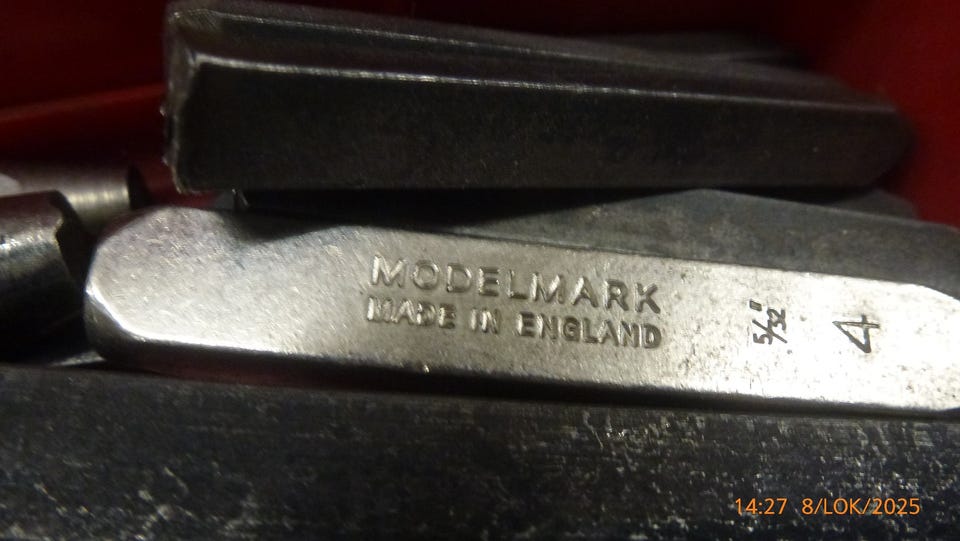 MODELMARK
MADE IN ENGLAND
5/32"
4
14:27 8/LOK/2025